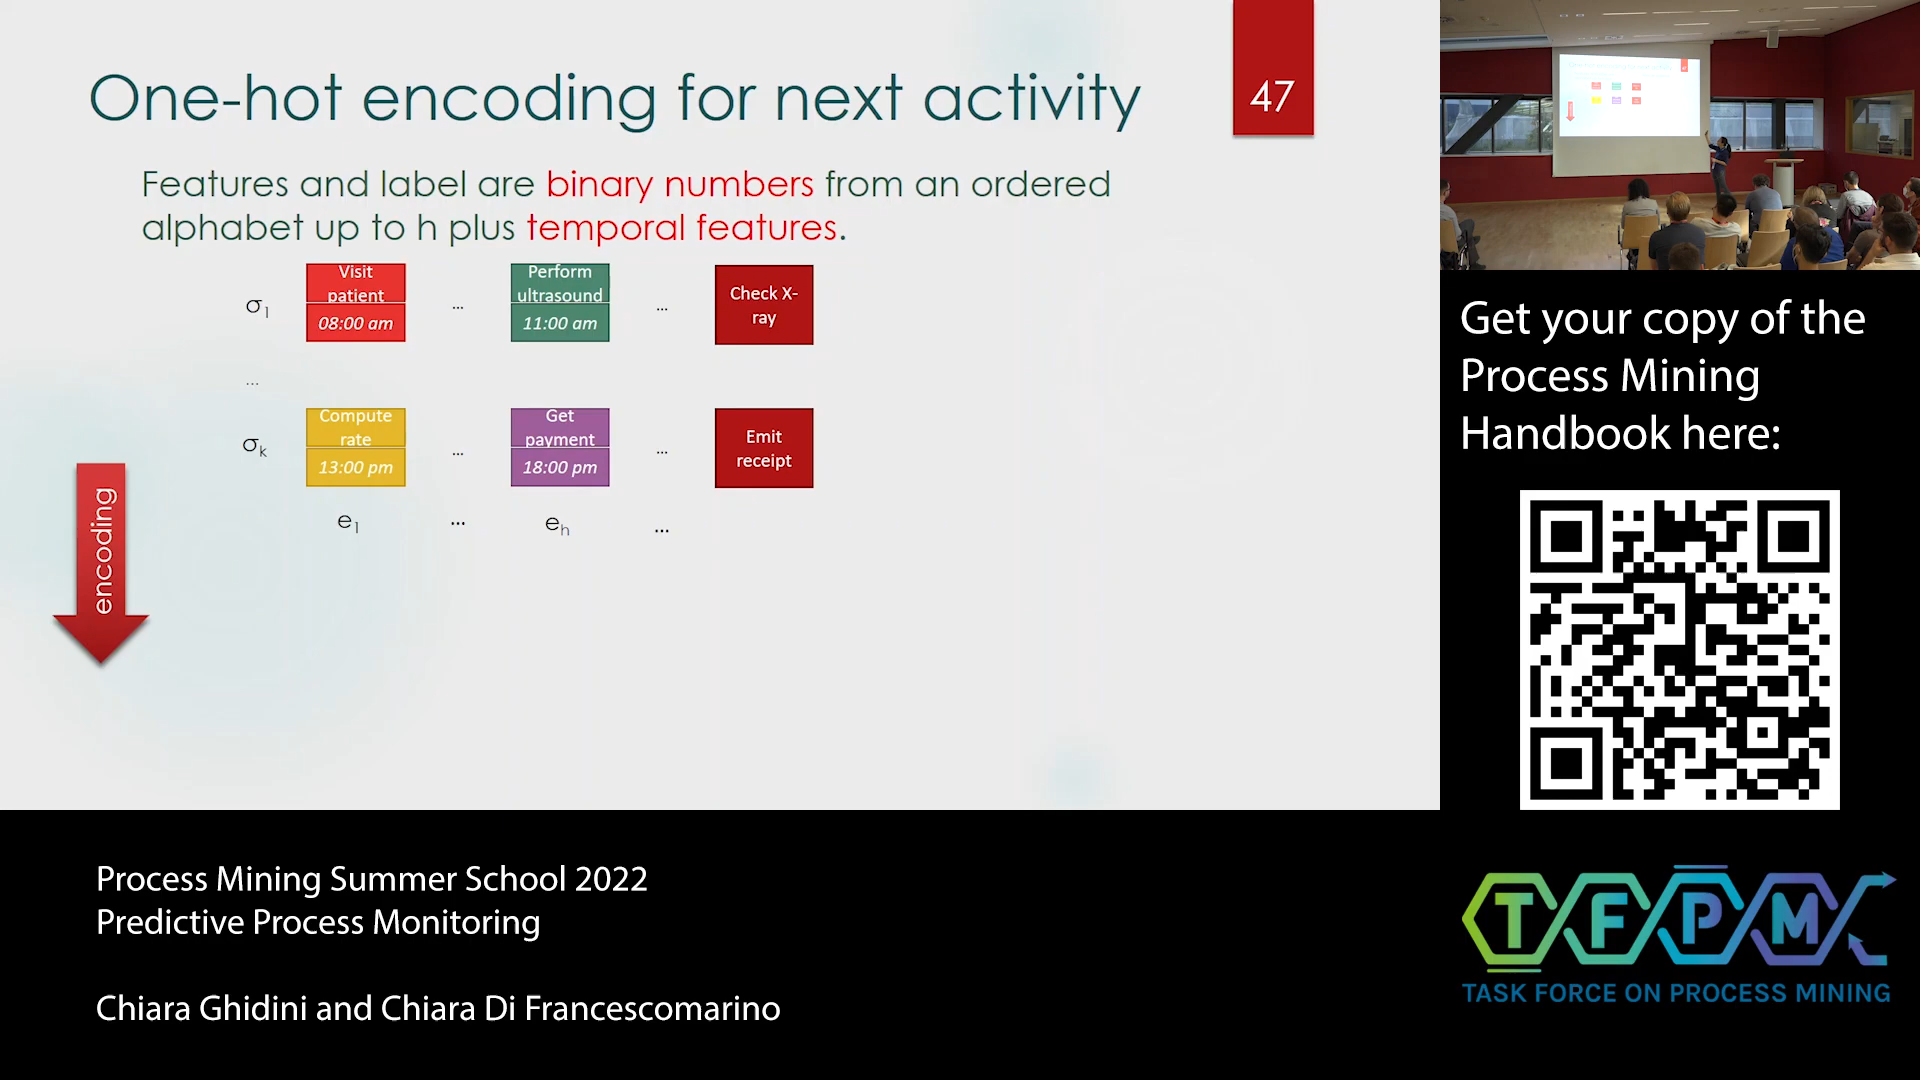 One-hot encoding for next activity
47
Features and label are binary numbers from an ordered
alphabet up to h plus temporal features.
σ1
Visit
patient
08:00 am
...
Perform
ultrasound
11:00 am
...
Check X-
ray
...
σk
Compute
rate
13:00 pm
...
Get
payment
18:00 pm
...
Emit
receipt
e1
...
eh
...
encoding
Get your copy of the
Process Mining
Handbook here:
Process Mining Summer School 2022
Predictive Process Monitoring
Chiara Ghidini and Chiara Di Francescomarino
TFPM
TASK FORCE ON PROCESS MINING